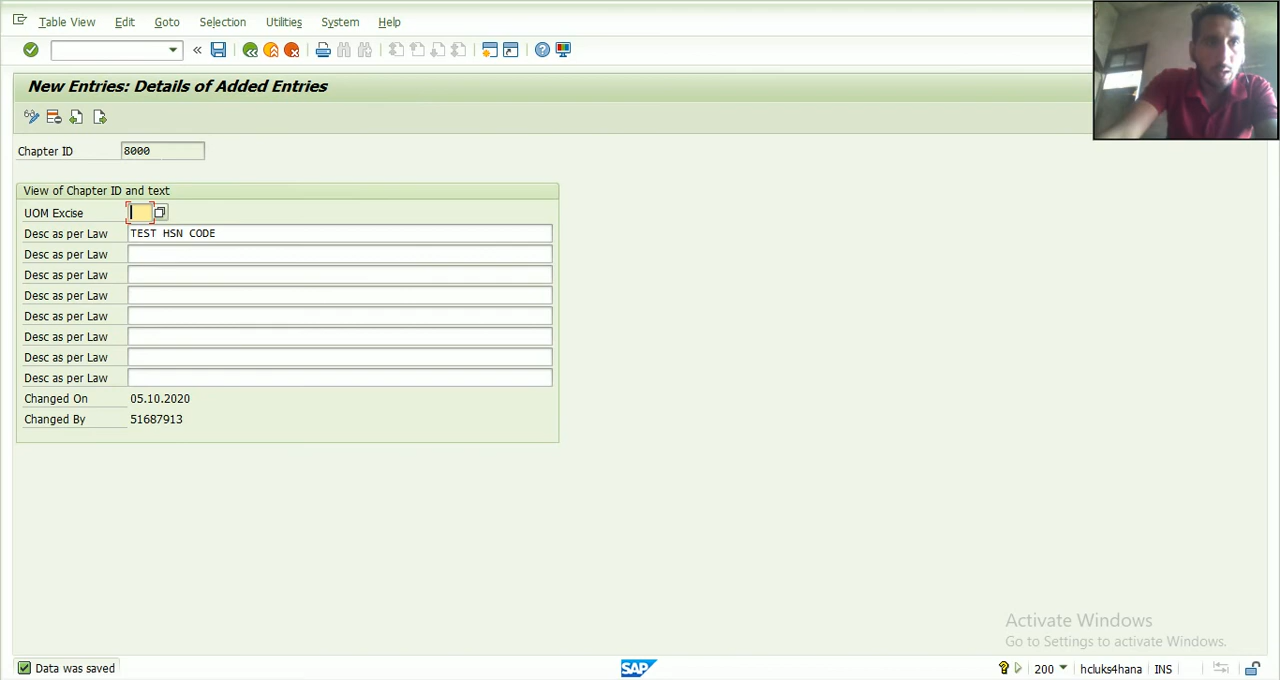 Table View Edit Goto Selection Utilities System Help
«
New Entries: Details of Added Entries
Chapter ID 8000
View of Chapter ID and text
UOM Excise
Desc as per Law TEST HSN CODE
Desc as per Law
Desc as per Law
Desc as per Law
Desc as per Law
Desc as per Law
Desc as per Law
Desc as per Law
Changed On 05.10.2020
Changed By 51687913
Activate Windows
Go to Settings to activate Windows.
Data was saved SAP 200 hcluks4hana INS